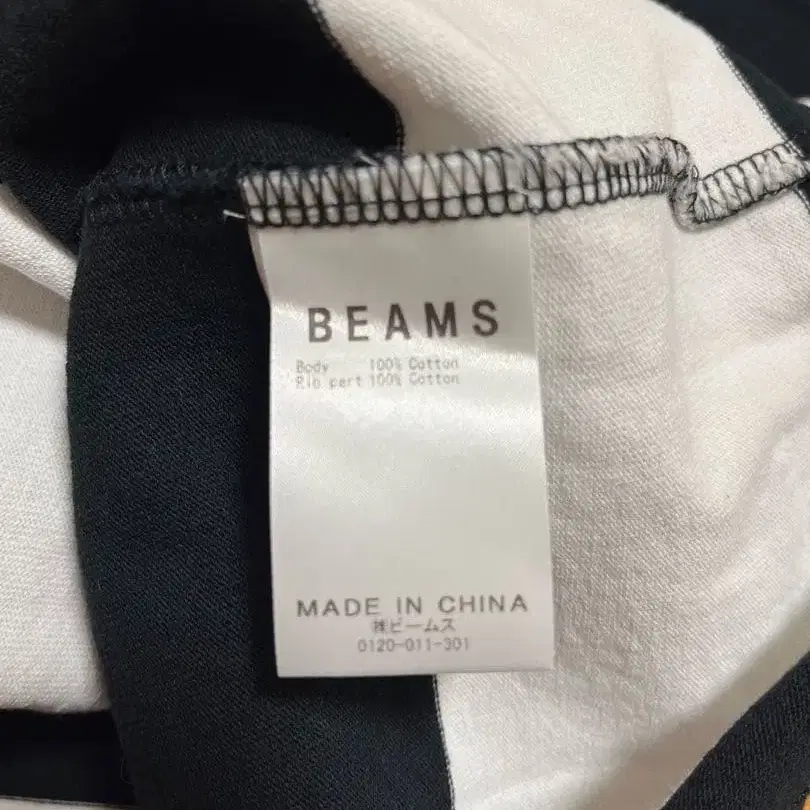 BEAMS
Body 100% Cotton
Rib part 100% Cotton
MADE IN CHINA
㈱ビームス
0120-011-301